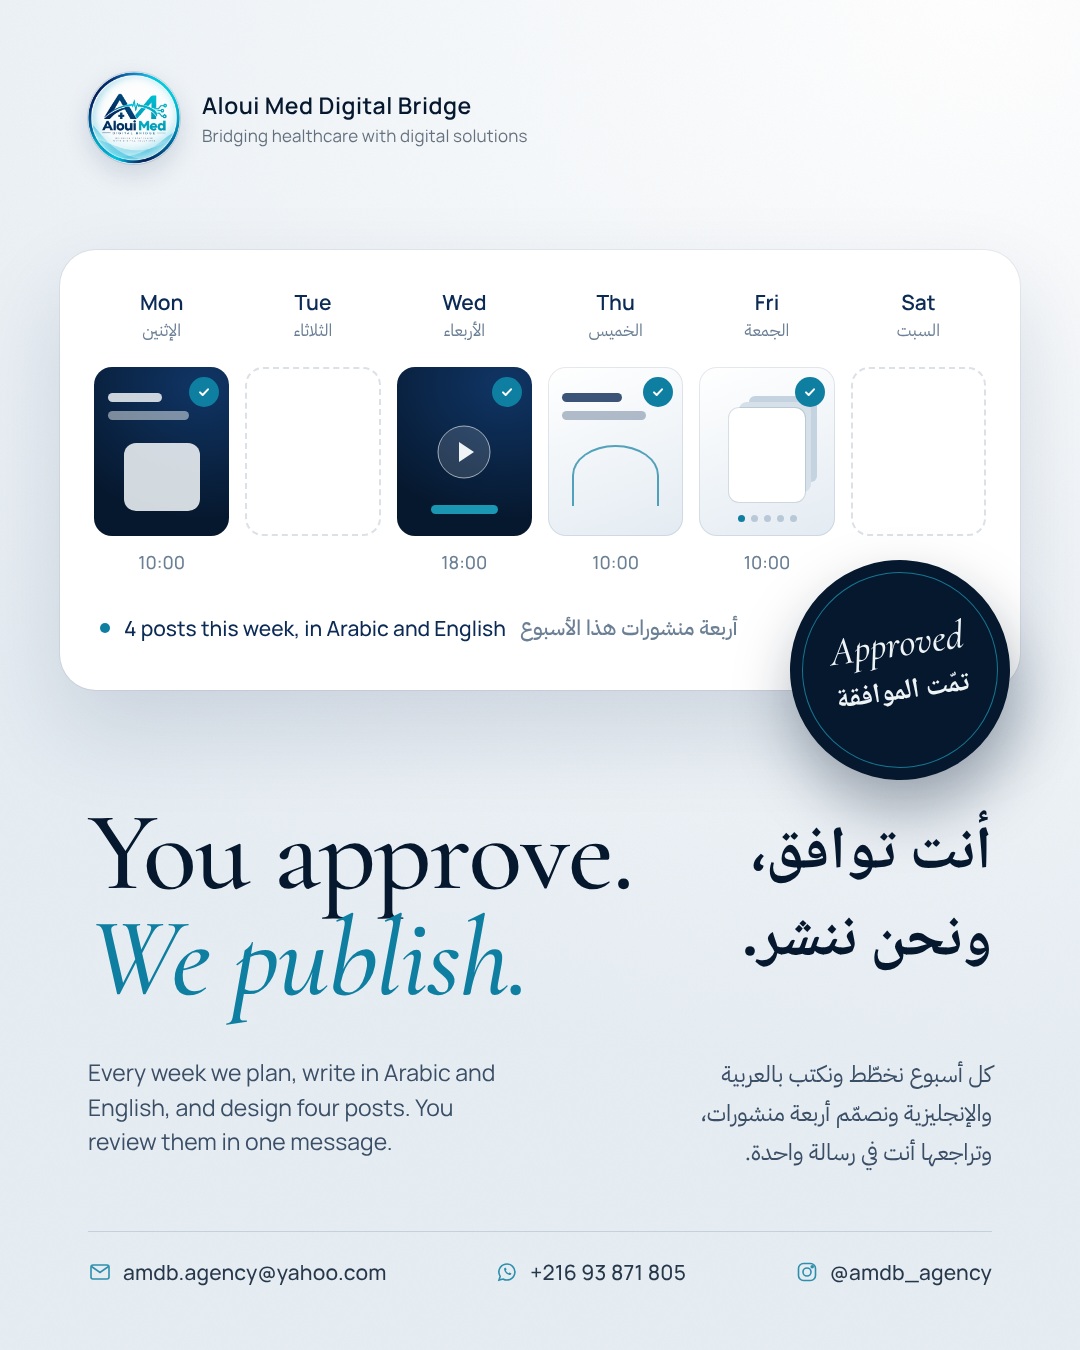 Aloui Med
DIGITAL BRIDGE
Aloui Med Digital Bridge
Bridging healthcare with digital solutions
Mon Tue Wed Thu Fri Sat
الإثنين الثلاثاء الأربعاء الخميس الجمعة السبت
10:00 18:00 10:00 10:00
4 posts this week, in Arabic and English أربعة منشورات هذا الأسبوع
Approved
تمّت الموافقة
You approve.
We publish.
أنت توافق،
ونحن ننشر.
Every week we plan, write in Arabic and
English, and design four posts. You
review them in one message.
كل أسبوع نخطّط ونكتب بالعربية
والإنجليزية ونصمّم أربعة منشورات،
وتراجعها أنت في رسالة واحدة.
amdb.agency@yahoo.com +216 93 871 805 @amdb_agency